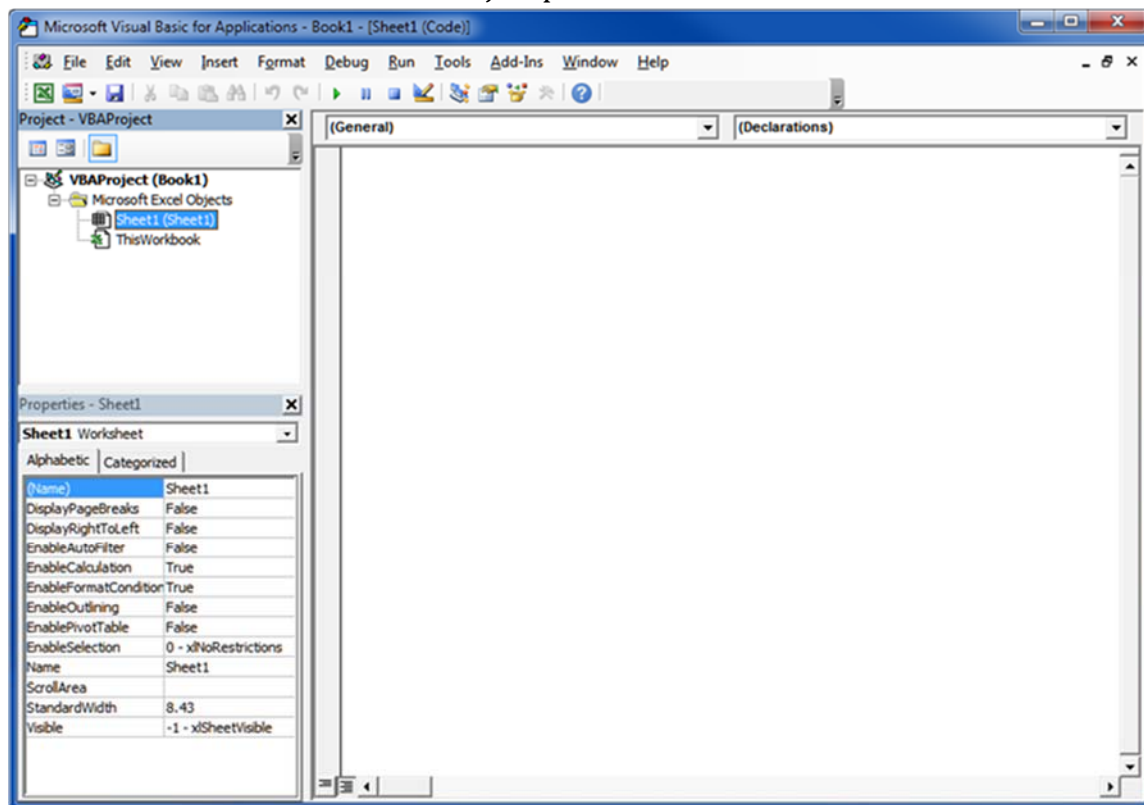 Microsoft Visual Basic for Applications - Book1 - [Sheet1 (Code)]
File Edit View Insert Format Debug Run Tools Add-Ins Window Help
Project - VBAProject
(General) (Declarations)
VBAProject (Book1)
Microsoft Excel Objects
Sheet1 (Sheet1)
ThisWorkbook
Properties - Sheet1
Sheet1 Worksheet
Alphabetic Categorized
(Name) Sheet1
DisplayPageBreaks False
DisplayRightToLeft False
EnableAutoFilter False
EnableCalculation True
EnableFormatCondition True
EnableOutlining False
EnablePivotTable False
EnableSelection 0 - xlNoRestrictions
Name Sheet1
ScrollArea
StandardWidth 8.43
Visible -1 - xlSheetVisible